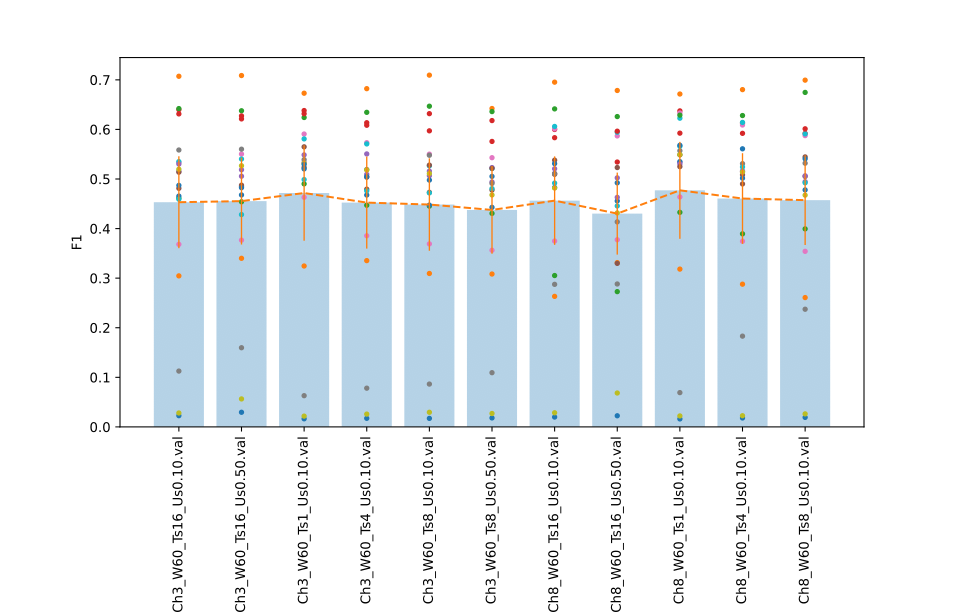 0.7
0.6
0.5
0.4
0.3
0.2
0.1
0.0
F1
Ch3_W60_Ts16_Us0.10.val
Ch3_W60_Ts16_Us0.50.val
Ch3_W60_Ts1_Us0.10.val
Ch3_W60_Ts4_Us0.10.val
Ch3_W60_Ts8_Us0.10.val
Ch3_W60_Ts8_Us0.50.val
Ch8_W60_Ts16_Us0.10.val
Ch8_W60_Ts16_Us0.50.val
Ch8_W60_Ts1_Us0.10.val
Ch8_W60_Ts4_Us0.10.val
Ch8_W60_Ts8_Us0.10.val